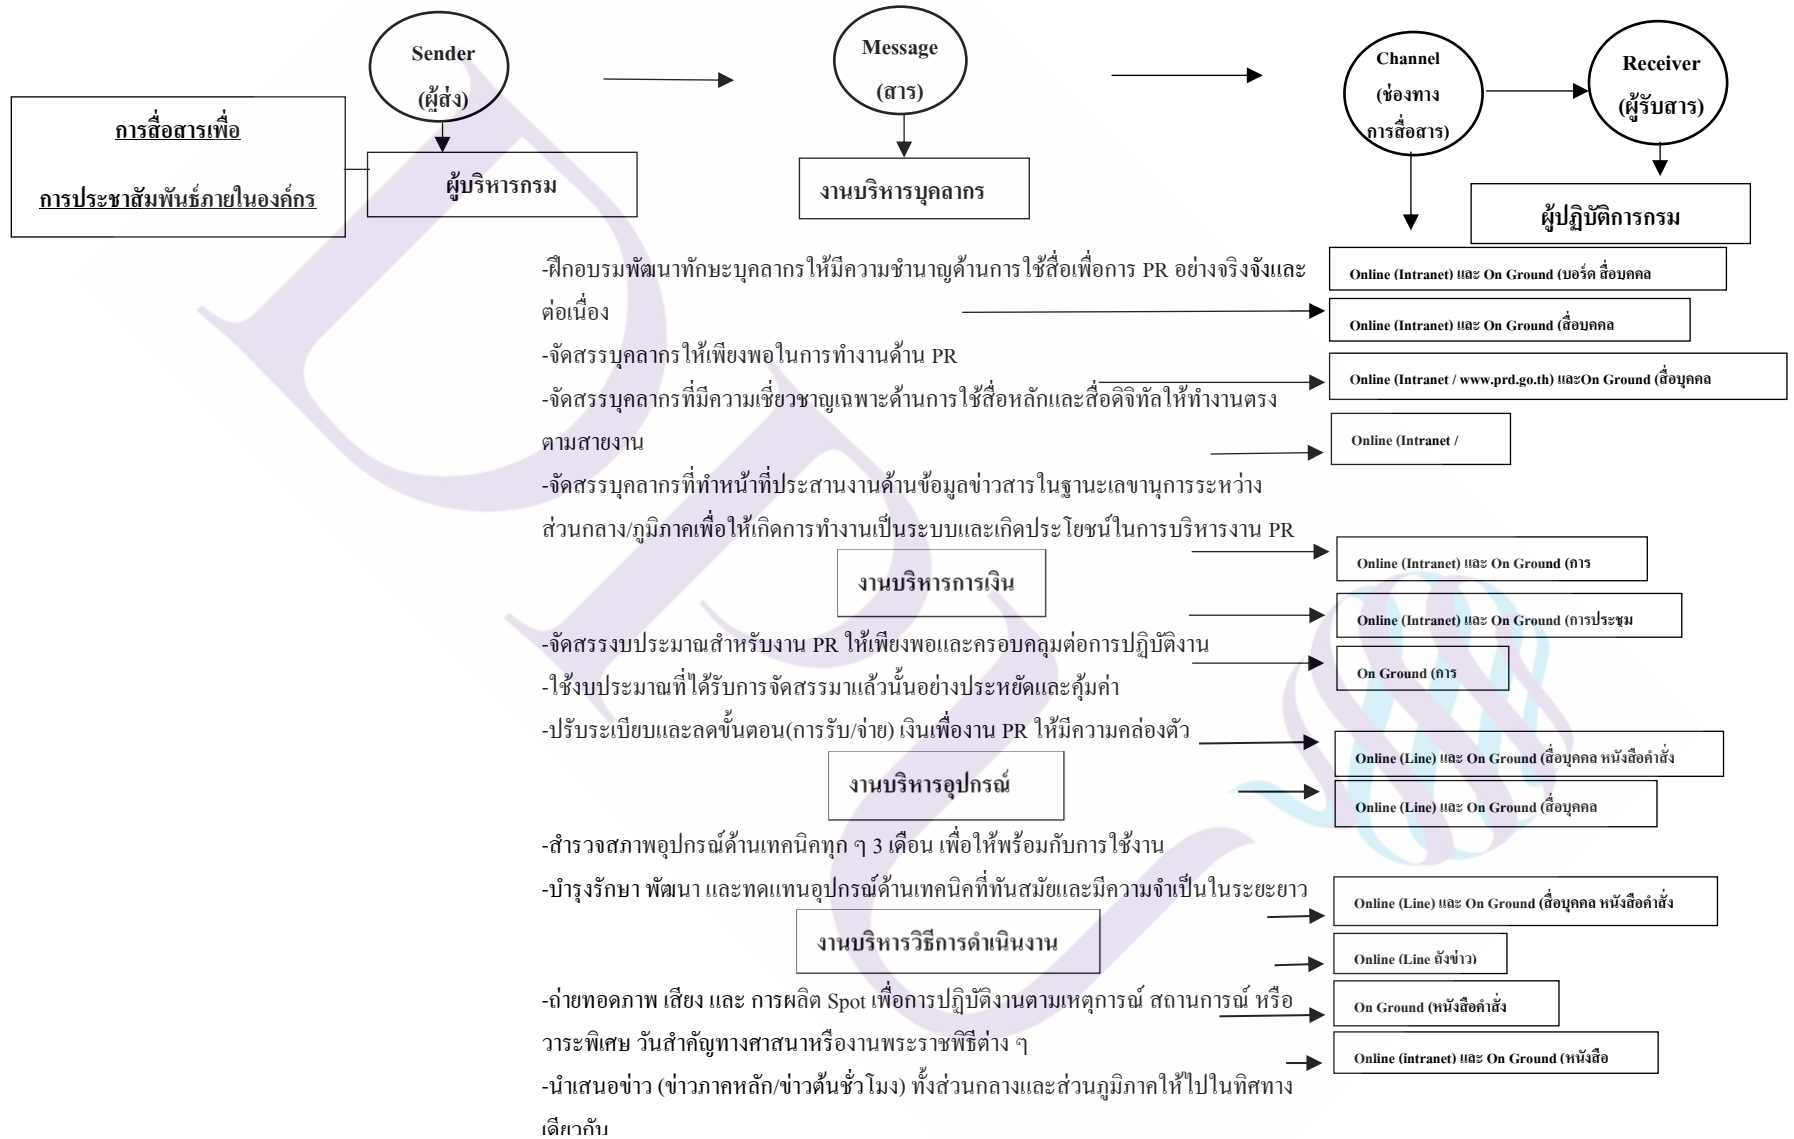 Sender
(ผู้ส่ง)
Message
(สาร)
Channel
(ช่องทาง
การสื่อสาร)
Receiver
(ผู้รับสาร)
การสื่อสารเพื่อ
การประชาสัมพันธ์ภายในองค์กร
ผู้บริหารกรม
งานบริหารบุคลากร
ผู้ปฏิบัติการกรม
-ฝึกอบรมพัฒนาทักษะบุคลากรให้มีความชำนาญด้านการใช้สื่อเพื่อการ PR อย่างจริงจังและ
ต่อเนื่อง
-จัดสรรบุคลากรให้เพียงพอในการทำงานด้าน PR
-จัดสรรบุคลากรที่มีความเชี่ยวชาญเฉพาะด้านการใช้สื่อหลักและสื่อดิจิทัลให้ทำงานตรง
ตามสายงาน
-จัดสรรบุคลากรที่ทำหน้าที่ประสานงานด้านข้อมูลข่าวสารในฐานะเลขานุการระหว่าง
ส่วนกลาง/ภูมิภาคเพื่อให้เกิดการทำงานเป็นระบบและเกิดประโยชน์ในการบริหารงาน PR
Online (Intranet) และ On Ground (บอร์ด สื่อบุคคล
Online (Intranet) และ On Ground (สื่อบุคคล
Online (Intranet / www.prd.go.th) และOn Ground (สื่อบุคคล
Online (Intranet /
งานบริหารการเงิน
-จัดสรรงบประมาณสำหรับงาน PR ให้เพียงพอและครอบคลุมต่อการปฏิบัติงาน
-ใช้งบประมาณที่ได้รับการจัดสรรมาแล้วนั้นอย่างประหยัดและคุ้มค่า
-ปรับระเบียบและลดขั้นตอน(การรับ/จ่าย) เงินเพื่องาน PR ให้มีความคล่องตัว
Online (Intranet) และ On Ground (การ
Online (Intranet) และ On Ground (การประชุม
On Ground (การ
งานบริหารอุปกรณ์
-สำรวจสภาพอุปกรณ์ด้านเทคนิคทุก ๆ 3 เดือน เพื่อให้พร้อมกับการใช้งาน
-บำรุงรักษา พัฒนา และทดแทนอุปกรณ์ด้านเทคนิคที่ทันสมัยและมีความจำเป็นในระยะยาว
Online (Line) และ On Ground (สื่อบุคคล หนังสือคำสั่ง
Online (Line) และ On Ground (สื่อบุคคล
งานบริหารวิธีการดำเนินงาน
-ถ่ายทอดภาพ เสียง และ การผลิต Spot เพื่อการปฏิบัติงานตามเหตุการณ์ สถานการณ์ หรือ
วาระพิเศษ วันสำคัญทางศาสนาหรืองานพระราชพิธีต่าง ๆ
-นำเสนอข่าว (ข่าวภาคหลัก/ข่าวต้นชั่วโมง) ทั้งส่วนกลางและส่วนภูมิภาคให้ไปในทิศทาง
เดียวกัน
Online (Line) และ On Ground (สื่อบุคคล หนังสือคำสั่ง
Online (Line ถังข่าว)
On Ground (หนังสือคำสั่ง
Online (intranet) และ On Ground (หนังสือ
DPU